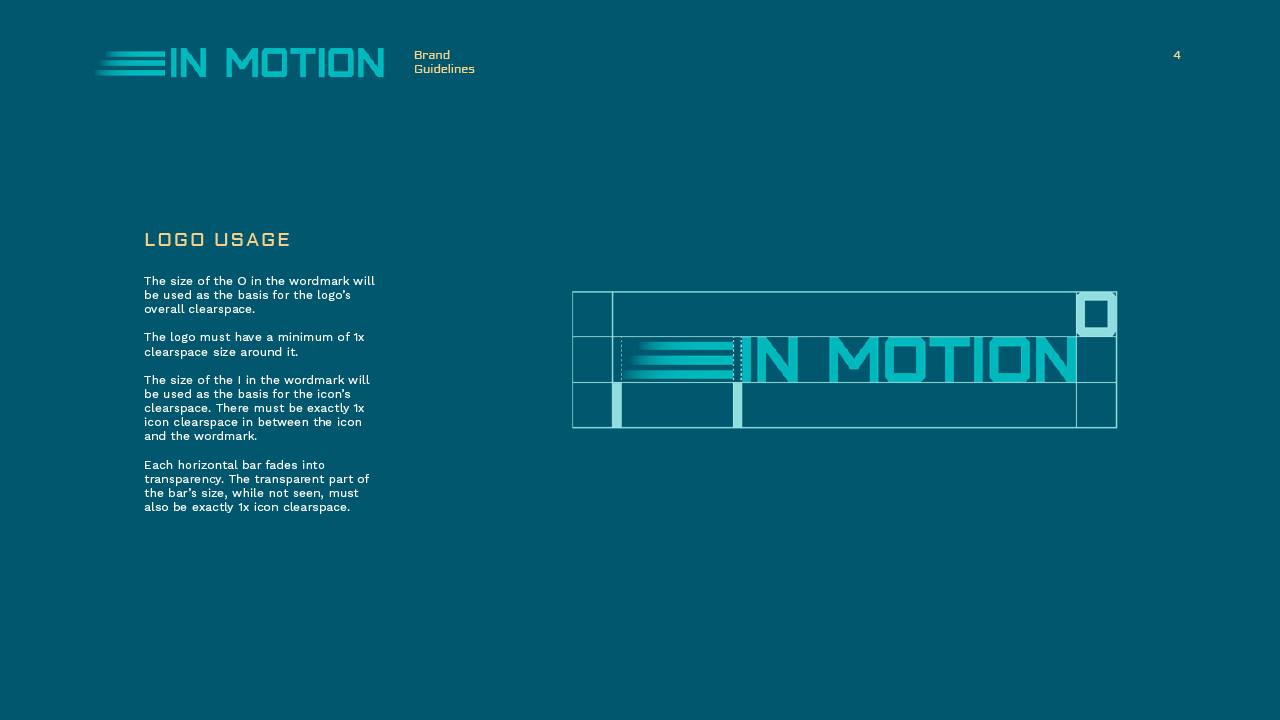 IN MOTION
Brand
Guidelines
4
LOGO USAGE
The size of the O in the wordmark will
be used as the basis for the logo’s
overall clearspace.
The logo must have a minimum of 1x
clearspace size around it.
The size of the I in the wordmark will
be used as the basis for the icon’s
clearspace. There must be exactly 1x
icon clearspace in between the icon
and the wordmark.
Each horizontal bar fades into
transparency. The transparent part of
the bar’s size, while not seen, must
also be exactly 1x icon clearspace.
O
IN MOTION